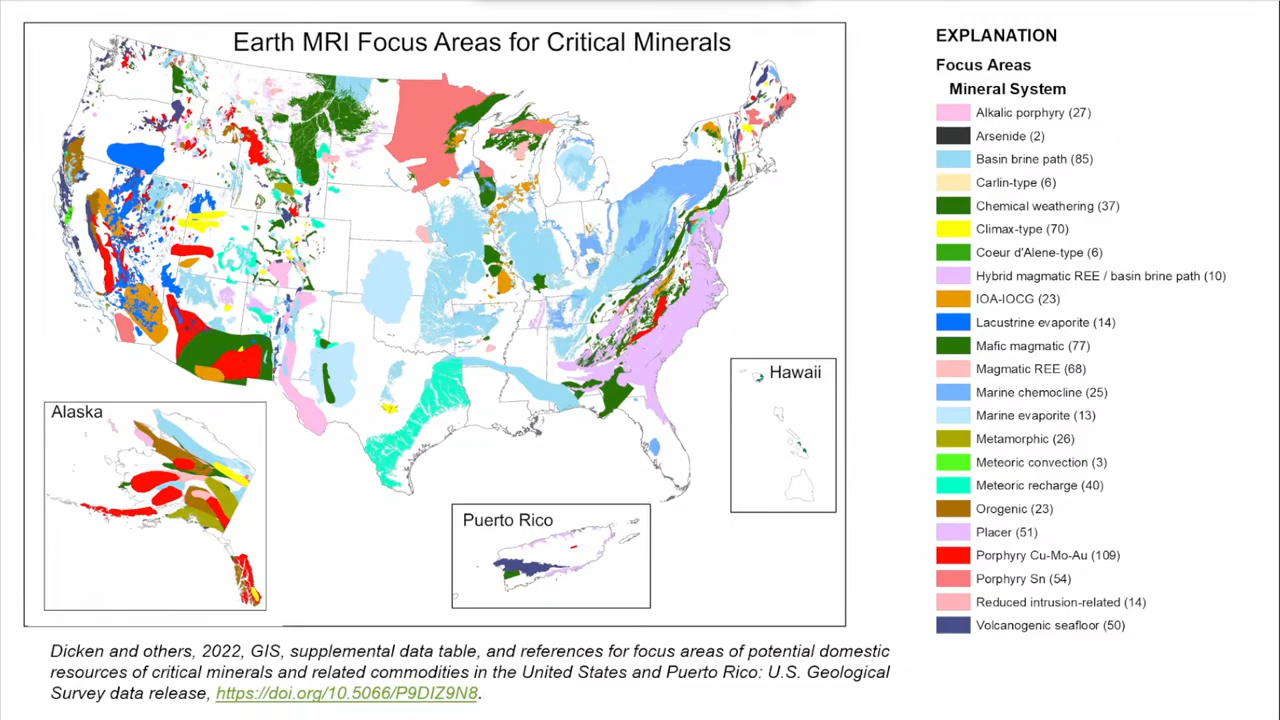 Earth MRI Focus Areas for Critical Minerals
Alaska
Puerto Rico
Hawaii
EXPLANATION
Focus Areas
Mineral System
Alkalic porphyry (27)
Arsenide (2)
Basin brine path (85)
Carlin-type (6)
Chemical weathering (37)
Climax-type (70)
Coeur d'Alene-type (6)
Hybrid magmatic REE / basin brine path (10)
IOA-IOCG (23)
Lacustrine evaporite (14)
Mafic magmatic (77)
Magmatic REE (68)
Marine chemocline (25)
Marine evaporite (13)
Metamorphic (26)
Meteoric convection (3)
Meteoric recharge (40)
Orogenic (23)
Placer (51)
Porphyry Cu-Mo-Au (109)
Porphyry Sn (54)
Reduced intrusion-related (14)
Volcanogenic seafloor (50)
Dicken and others, 2022, GIS, supplemental data table, and references for focus areas of potential domestic
resources of critical minerals and related commodities in the United States and Puerto Rico: U.S. Geological
Survey data release, https://doi.org/10.5066/P9DIZ9N8.